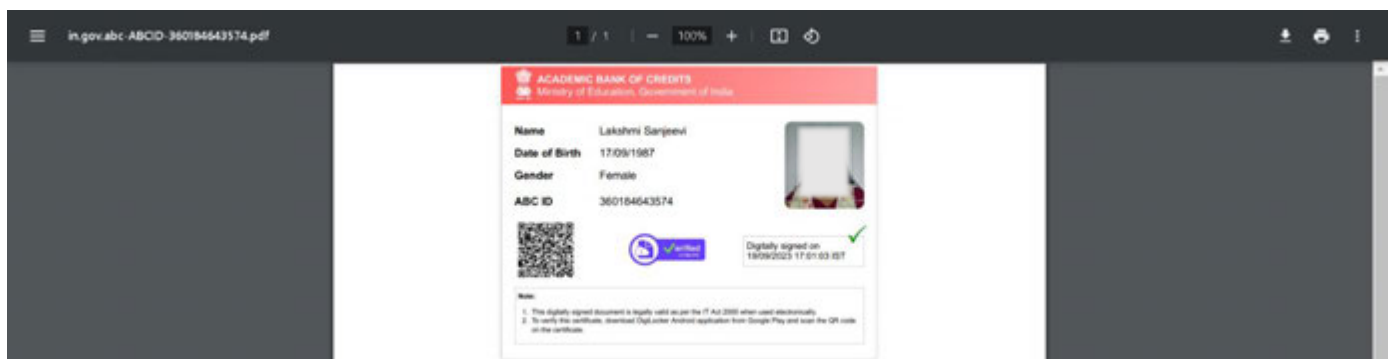 in.gov.abc-ABCID-360184643574.pdf
1 / 1
100%
ACADEMIC BANK OF CREDITS
Ministry of Education, Government of India
Name Lakshmi Sanjeevi
Date of Birth 17/09/1987
Gender Female
ABC ID 360184643574
Verified
Digitally signed on
19/09/2023 17:01:03 IST
Note:
1. This digitally signed document is legally valid as per the IT Act 2000 when used electronically.
2. To verify this certificate, download DigiLocker Android application from Google Play and scan the QR code
on the certificate.